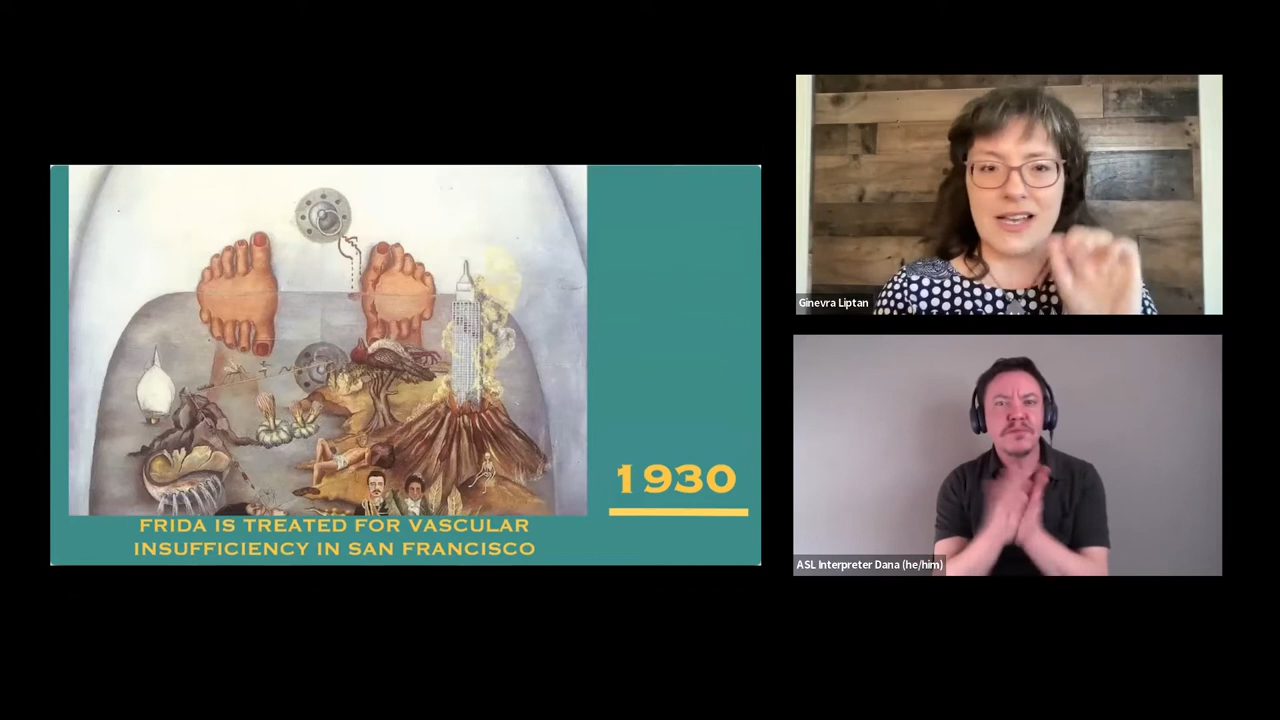 1930
FRIDA IS TREATED FOR VASCULAR
INSUFFICIENCY IN SAN FRANCISCO
Ginevra Liptan
ASL Interpreter Dana (he/him)